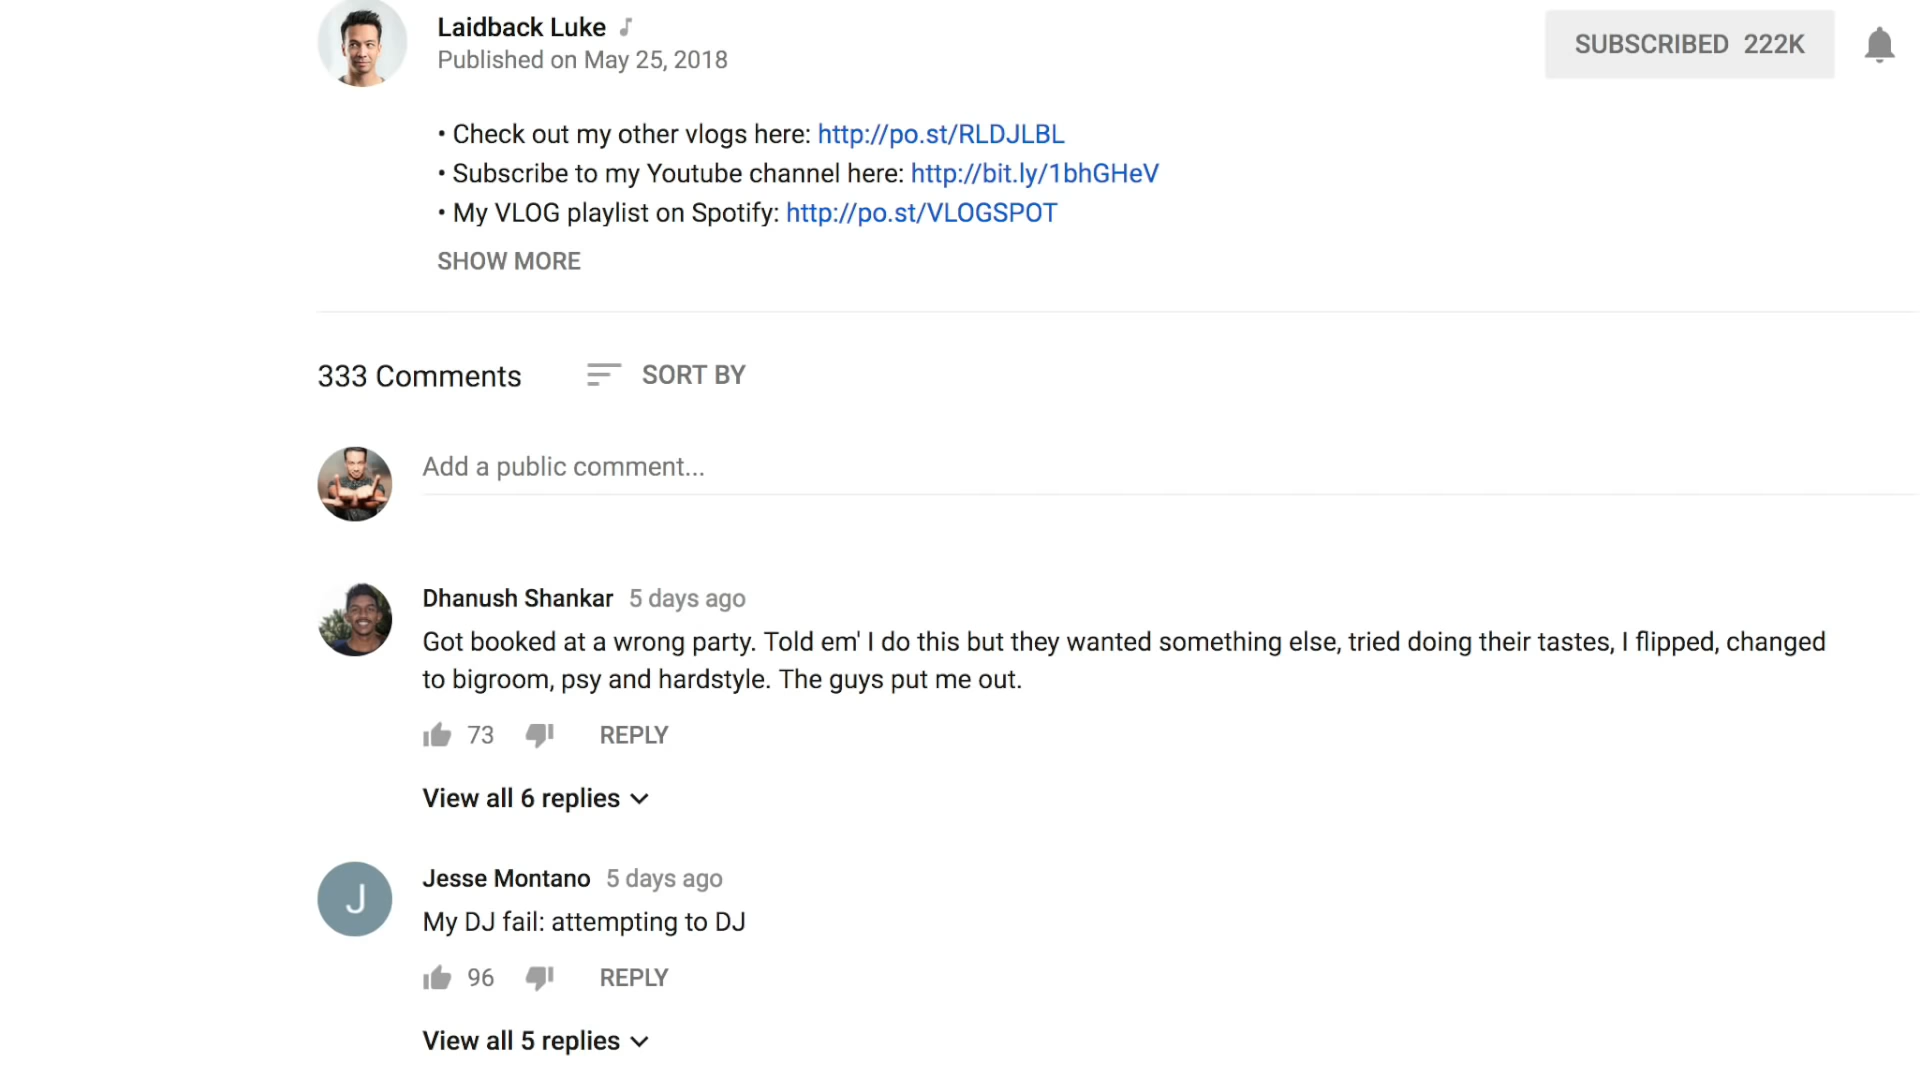 Laidback Luke
Published on May 25, 2018
SUBSCRIBED 222K
• Check out my other vlogs here: http://po.st/RLDJLBL
• Subscribe to my Youtube channel here: http://bit.ly/1bhGHeV
• My VLOG playlist on Spotify: http://po.st/VLOGSPOT
SHOW MORE
333 Comments
SORT BY
Add a public comment...
Dhanush Shankar 5 days ago
Got booked at a wrong party. Told em' I do this but they wanted something else, tried doing their tastes, I flipped, changed
to bigroom, psy and hardstyle. The guys put me out.
73 REPLY
View all 6 replies
J
Jesse Montano 5 days ago
My DJ fail: attempting to DJ
96 REPLY
View all 5 replies